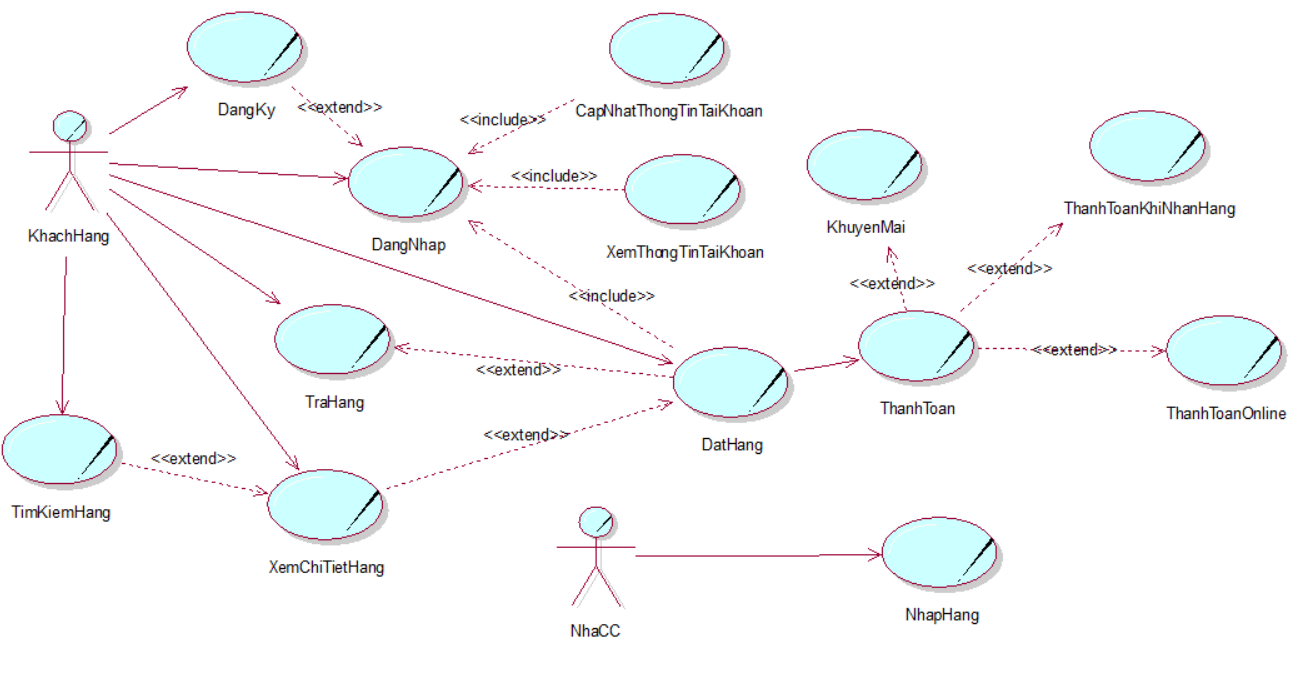 DangKy
<<extend>>
CapNhatThongTinTaiKhoan
<<include>>
KhachHang
DangNhap
<<include>>
XemThongTinTaiKhoan
KhuyenMai
ThanhToanKhiNhanHang
<<extend>>
<<extend>>
<<include>>
<<extend>>
TraHang
<<extend>>
ThanhToan
ThanhToanOnline
<<extend>>
DatHang
<<extend>>
TimKiemHang
XemChiTietHang
NhaCC
NhapHang